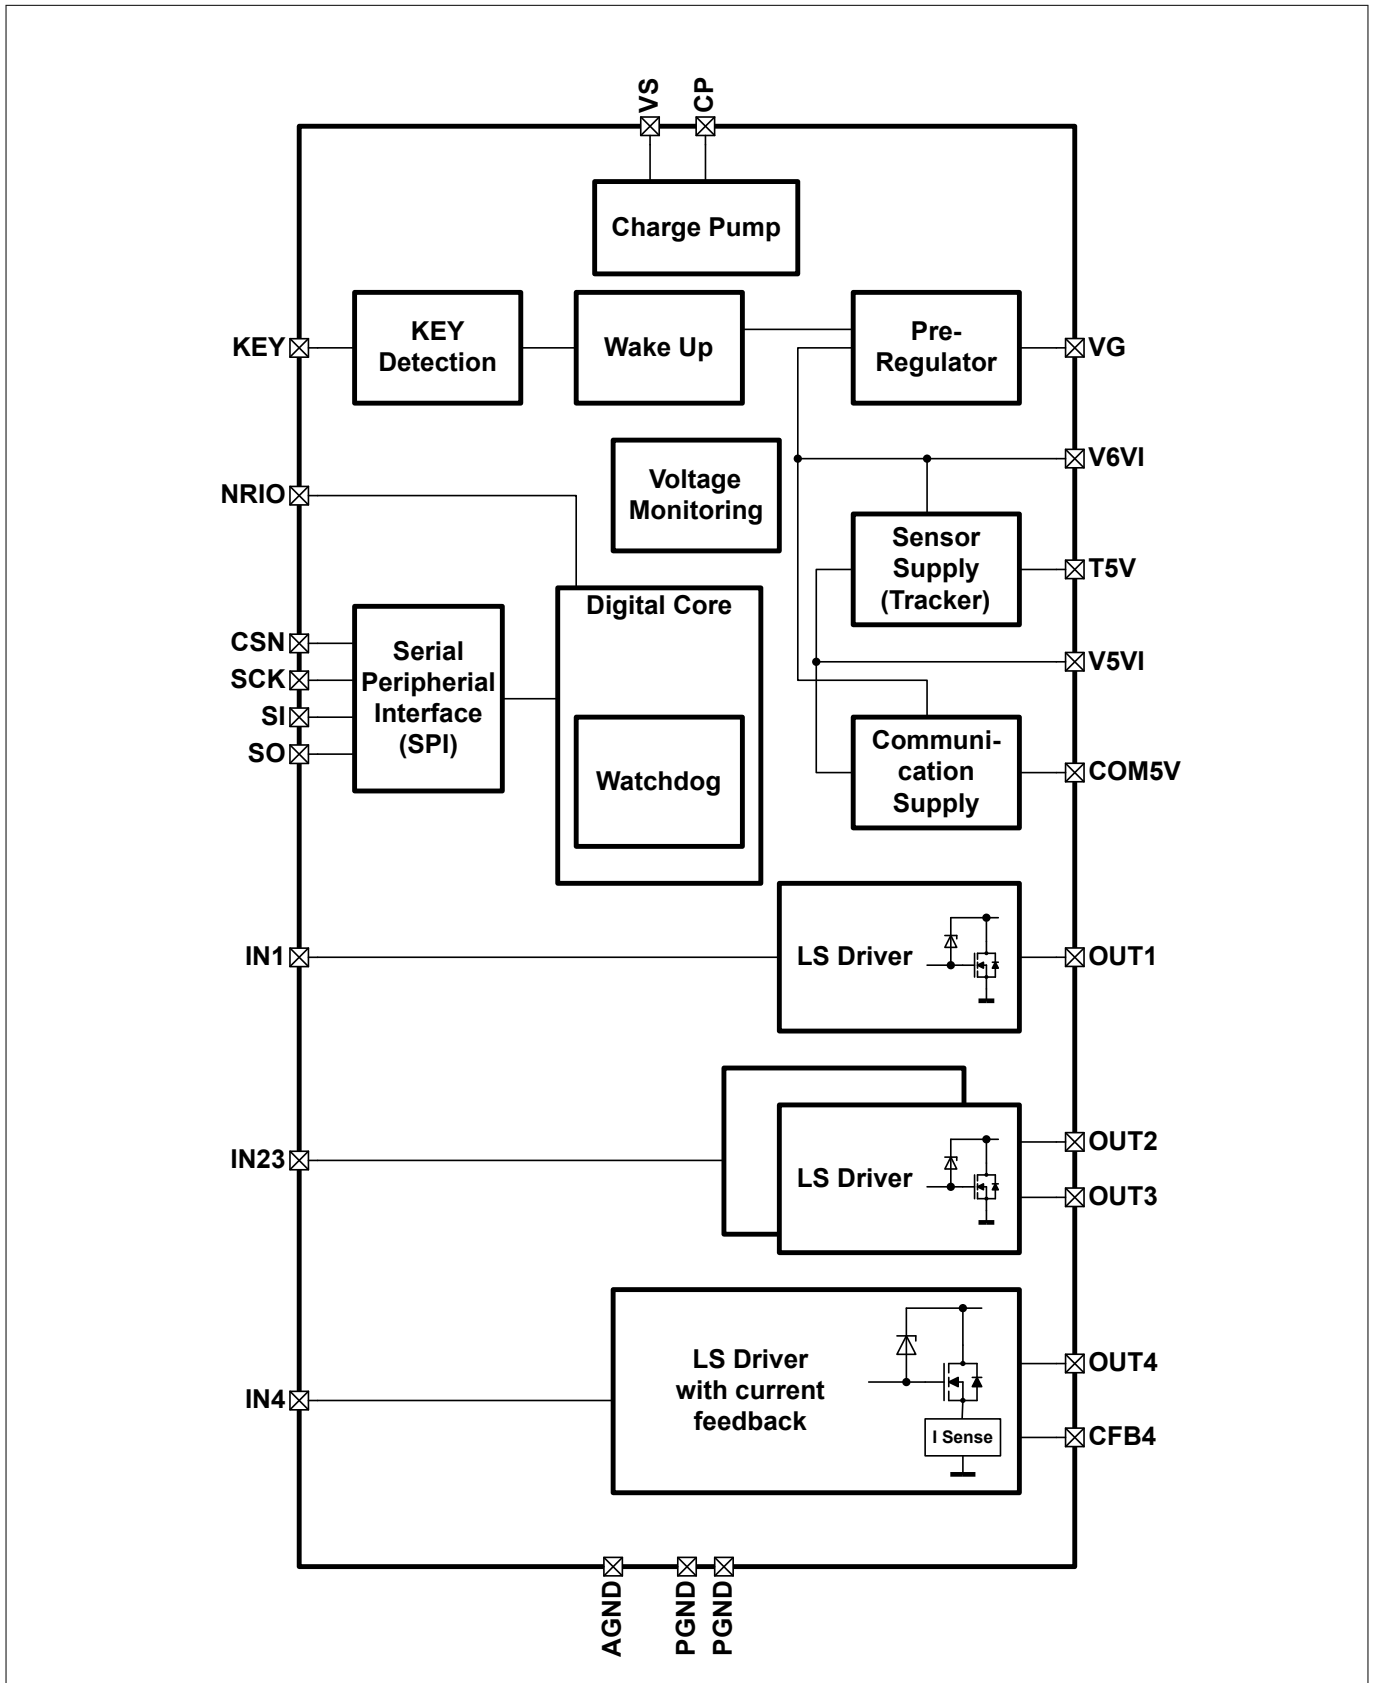 VS
CP
Charge Pump
KEY
KEY
Detection
Wake Up
Pre-
Regulator
VG
V6VI
NRIO
Voltage
Monitoring
Sensor
Supply
(Tracker)
T5V
Digital Core
CSN
SCK
SI
SO
Serial
Peripherial
Interface
(SPI)
V5VI
Watchdog
Communi-
cation
Supply
COM5V
IN1
LS Driver
OUT1
IN23
LS Driver
OUT2
OUT3
IN4
LS Driver
with current
feedback
I Sense
OUT4
CFB4
AGND
PGND
PGND